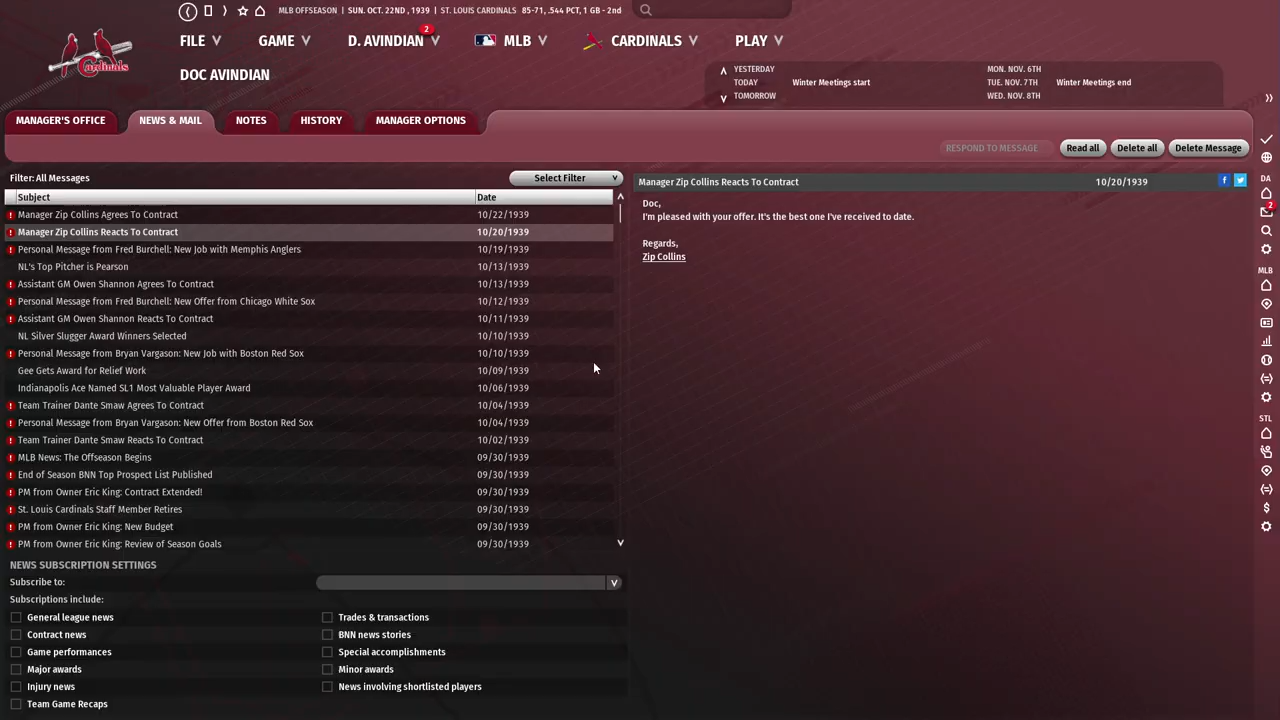 MLB OFFSEASON | SUN. OCT. 22ND , 1939 | ST. LOUIS CARDINALS 85-71, .544 PCT, 1 GB - 2nd
Cardinals
FILE GAME D. AVINDIAN 2 MLB CARDINALS PLAY
DOC AVINDIAN
YESTERDAY MON. NOV. 6TH
TODAY Winter Meetings start TUE. NOV. 7TH Winter Meetings end
TOMORROW WED. NOV. 8TH
MANAGER'S OFFICE NEWS & MAIL NOTES HISTORY MANAGER OPTIONS
RESPOND TO MESSAGE Read all Delete all Delete Message
Filter: All Messages Select Filter
Subject Date
Manager Zip Collins Agrees To Contract 10/22/1939
Manager Zip Collins Reacts To Contract 10/20/1939
Personal Message from Fred Burchell: New Job with Memphis Anglers 10/19/1939
NL's Top Pitcher is Pearson 10/13/1939
Assistant GM Owen Shannon Agrees To Contract 10/13/1939
Personal Message from Fred Burchell: New Offer from Chicago White Sox 10/12/1939
Assistant GM Owen Shannon Reacts To Contract 10/11/1939
NL Silver Slugger Award Winners Selected 10/10/1939
Personal Message from Bryan Vargason: New Job with Boston Red Sox 10/10/1939
Gee Gets Award for Relief Work 10/09/1939
Indianapolis Ace Named SL1 Most Valuable Player Award 10/06/1939
Team Trainer Dante Smaw Agrees To Contract 10/04/1939
Personal Message from Bryan Vargason: New Offer from Boston Red Sox 10/04/1939
Team Trainer Dante Smaw Reacts To Contract 10/02/1939
MLB News: The Offseason Begins 09/30/1939
End of Season BNN Top Prospect List Published 09/30/1939
PM from Owner Eric King: Contract Extended! 09/30/1939
St. Louis Cardinals Staff Member Retires 09/30/1939
PM from Owner Eric King: New Budget 09/30/1939
PM from Owner Eric King: Review of Season Goals 09/30/1939
Manager Zip Collins Reacts To Contract 10/20/1939
Doc,
I'm pleased with your offer. It's the best one I've received to date.
Regards,
Zip Collins
NEWS SUBSCRIPTION SETTINGS
Subscribe to:
Subscriptions include:
General league news Trades & transactions
Contract news BNN news stories
Game performances Special accomplishments
Major awards Minor awards
Injury news News involving shortlisted players
Team Game Recaps
DA
2
MLB
STL